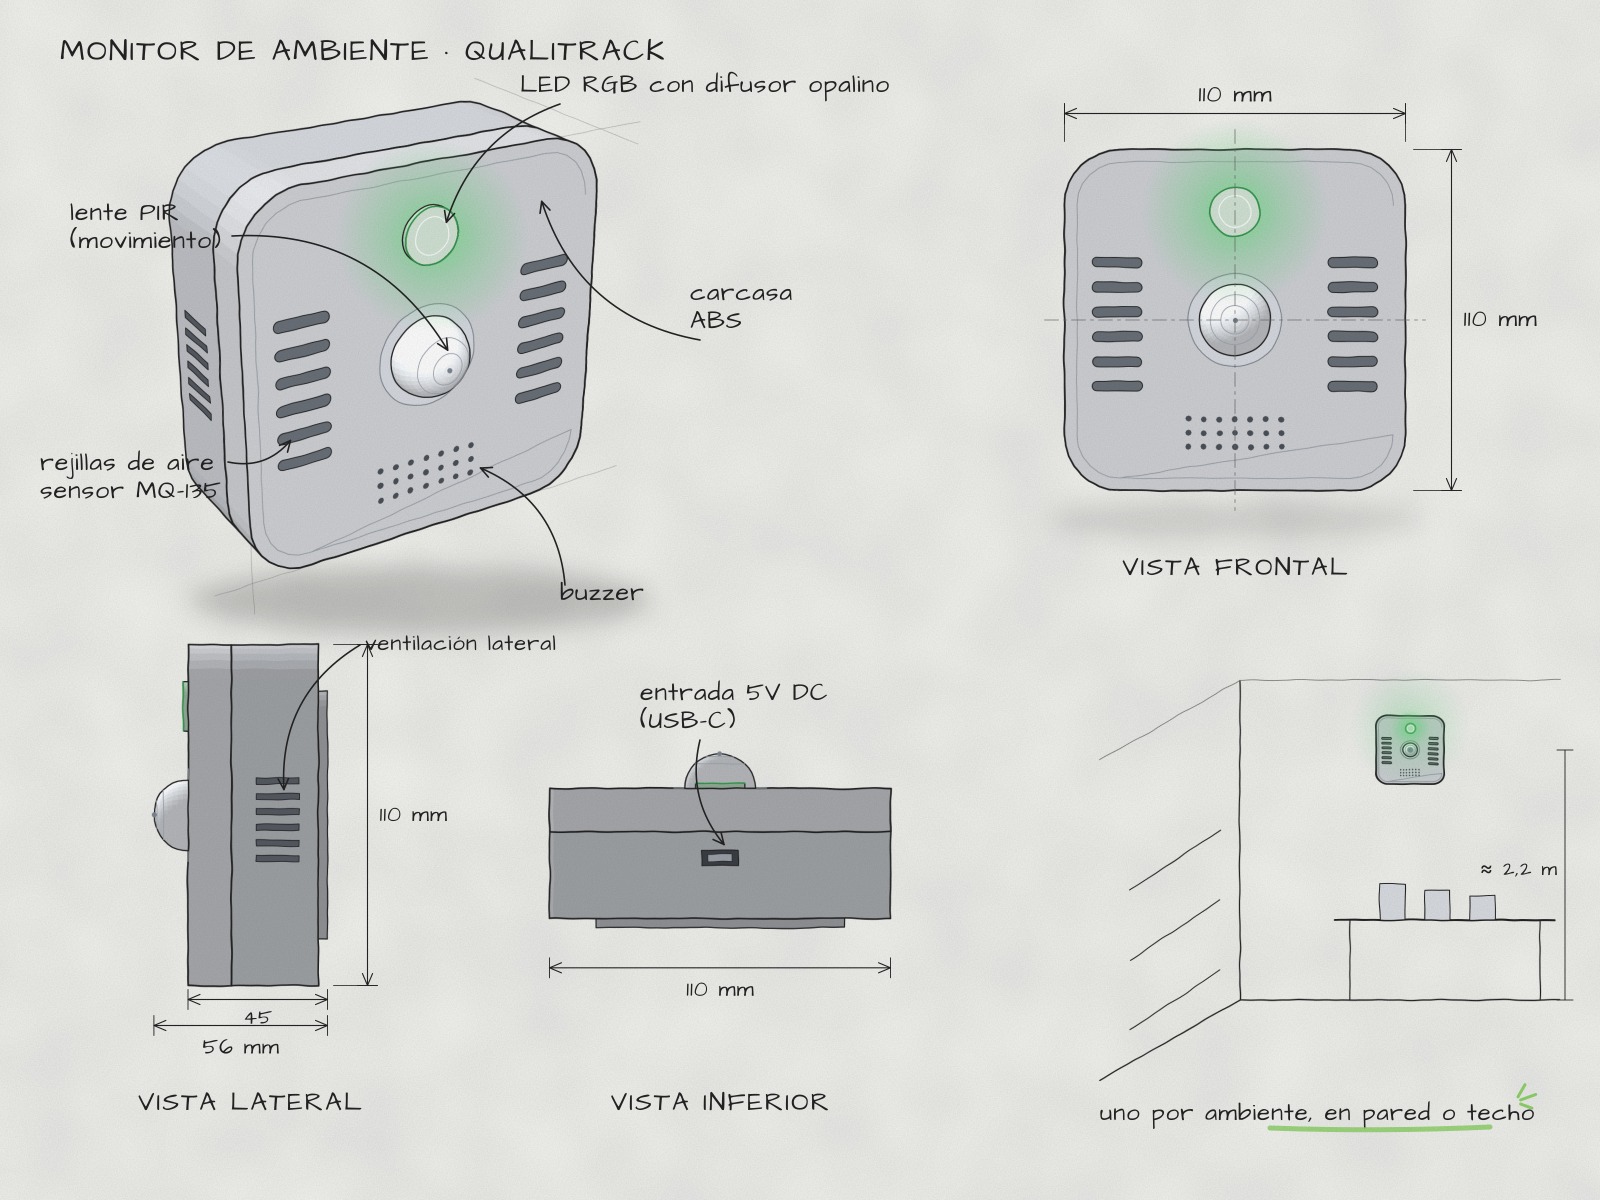 MONITOR DE AMBIENTE · QUALITRACK
LED RGB con difusor opalino
lente PIR
(movimiento)
carcasa
ABS
rejillas de aire
sensor MQ-135
buzzer
110 mm
110 mm
VISTA FRONTAL
ventilación lateral
110 mm
45
56 mm
VISTA LATERAL
entrada 5V DC
(USB-C)
110 mm
VISTA INFERIOR
≈ 2,2 m
uno por ambiente, en pared o techo